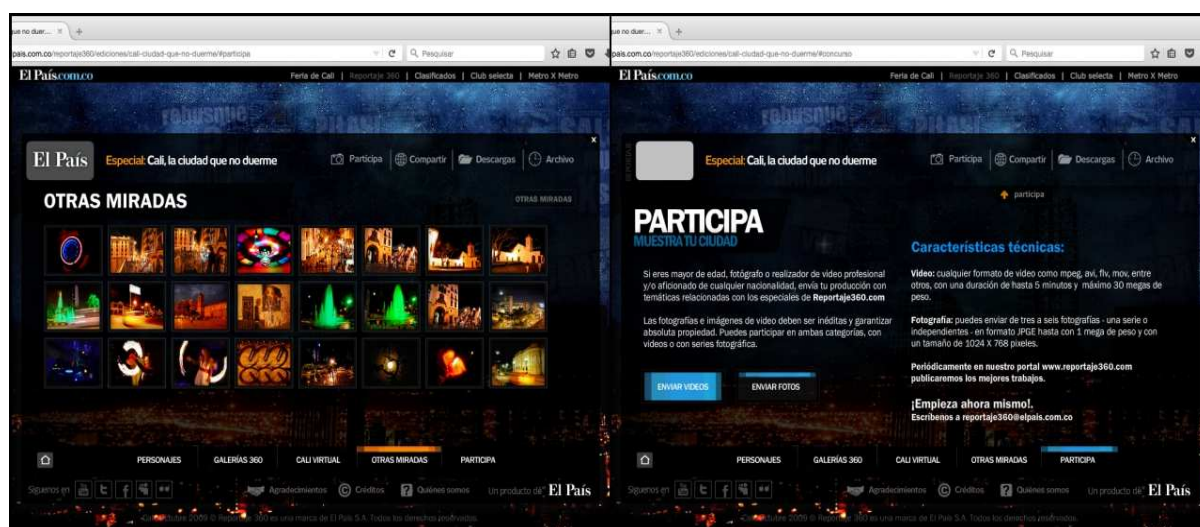 que no duer...
pais.com.co/reportaje360/ediciones/cali-ciudad-que-no-duerme/#participa
Pesquisar
El País.com.co
Feria de Cali | Reportaje 360 | Clasificados | Club selecta | Metro X Metro
El País
Especial: Cali, la ciudad que no duerme
Participa
Compartir
Descargas
Archivo
x
OTRAS MIRADAS
OTRAS MIRADAS
PERSONAJES
GALERÍAS 360
CALI VIRTUAL
OTRAS MIRADAS
PARTICIPA
Síguenos en
Agradecimientos
Créditos
Quiénes somos
Un producto de
El País
que no duer...
pais.com.co/reportaje360/ediciones/cali-ciudad-que-no-duerme/#concurso
Pesquisar
El País.com.co
Feria de Cali | Reportaje 360 | Clasificados | Club selecta | Metro X Metro
Especial: Cali, la ciudad que no duerme
Participa
Compartir
Descargas
Archivo
x
participa
PARTICIPA
MUESTRA TU CIUDAD
Si eres mayor de edad, fotógrafo o realizador de video profesional
y/o aficionado de cualquier nacionalidad, envía tu producción con
temáticas relacionadas con los especiales de Reportaje360.com
Las fotografías e imágenes de video deben ser inéditas y garantizar
absoluta propiedad. Puedes participar en ambas categorías, con
videos o con series fotográfica.
ENVIAR VIDEOS
ENVIAR FOTOS
Características técnicas:
Video: cualquier formato de video como mpeg, avi, flv, mov, entre
otros, con una duración de hasta 5 minutos y máximo 30 megas de
peso.
Fotografía: puedes enviar de tres a seis fotografías - una serie o
independientes - en formato JPGE hasta con 1 mega de peso y con
un tamaño de 1024 X 768 pixeles.
Periódicamente en nuestro portal www.reportaje360.com
publicaremos los mejores trabajos.
¡Empieza ahora mismo!.
Escríbenos a reportaje360@elpais.com.co
PERSONAJES
GALERÍAS 360
CALI VIRTUAL
OTRAS MIRADAS
PARTICIPA
Síguenos en
Agradecimientos
Créditos
Quiénes somos
Un producto de
El País